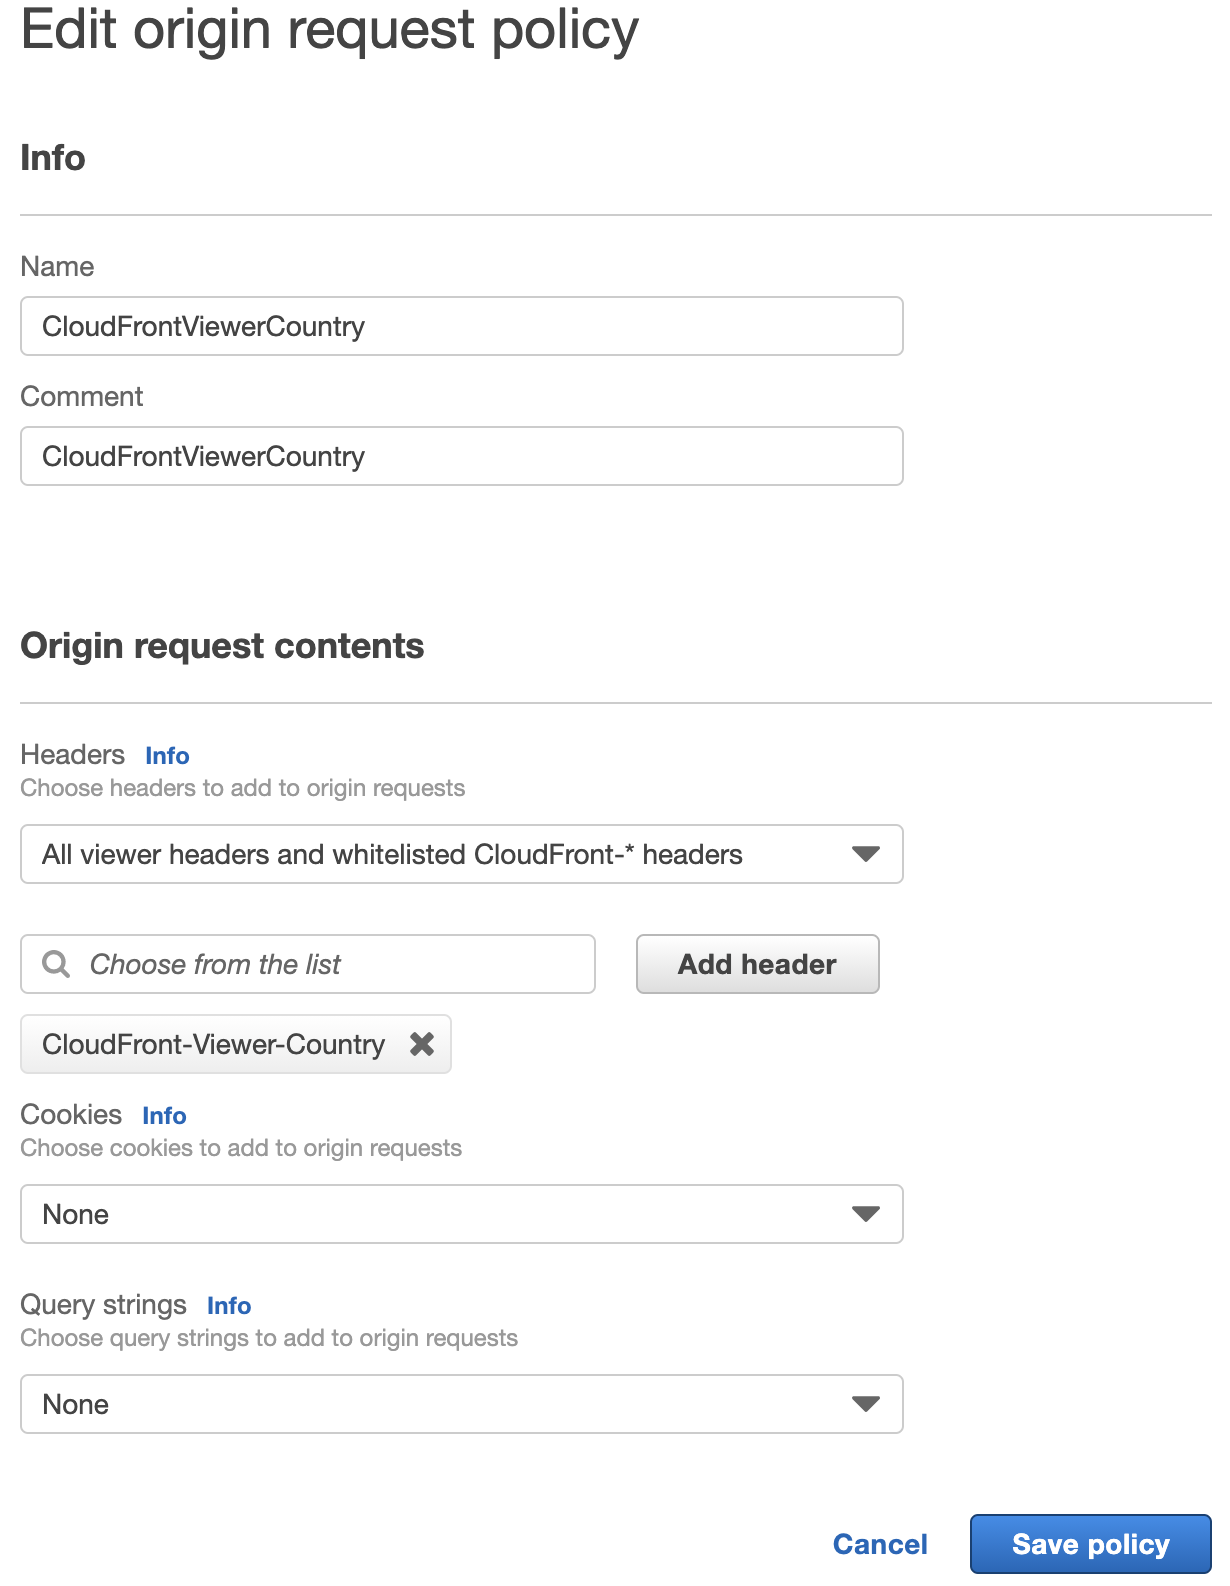 Edit origin request policy
Info
Name
CloudFrontViewerCountry
Comment
CloudFrontViewerCountry
Origin request contents
Headers Info
Choose headers to add to origin requests
All viewer headers and whitelisted CloudFront-* headers
Choose from the list Add header
CloudFront-Viewer-Country
Cookies Info
Choose cookies to add to origin requests
None
Query strings Info
Choose query strings to add to origin requests
None
Cancel Save policy